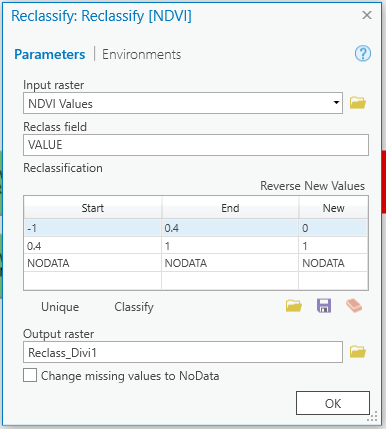 Reclassify: Reclassify [NDVI]
Parameters | Environments
Input raster
NDVI Values
Reclass field
VALUE
Reclassification
Reverse New Values
Start End New
-1 0.4 0
0.4 1 1
NODATA NODATA NODATA
Unique Classify
Output raster
Reclass_Divi1
Change missing values to NoData
OK